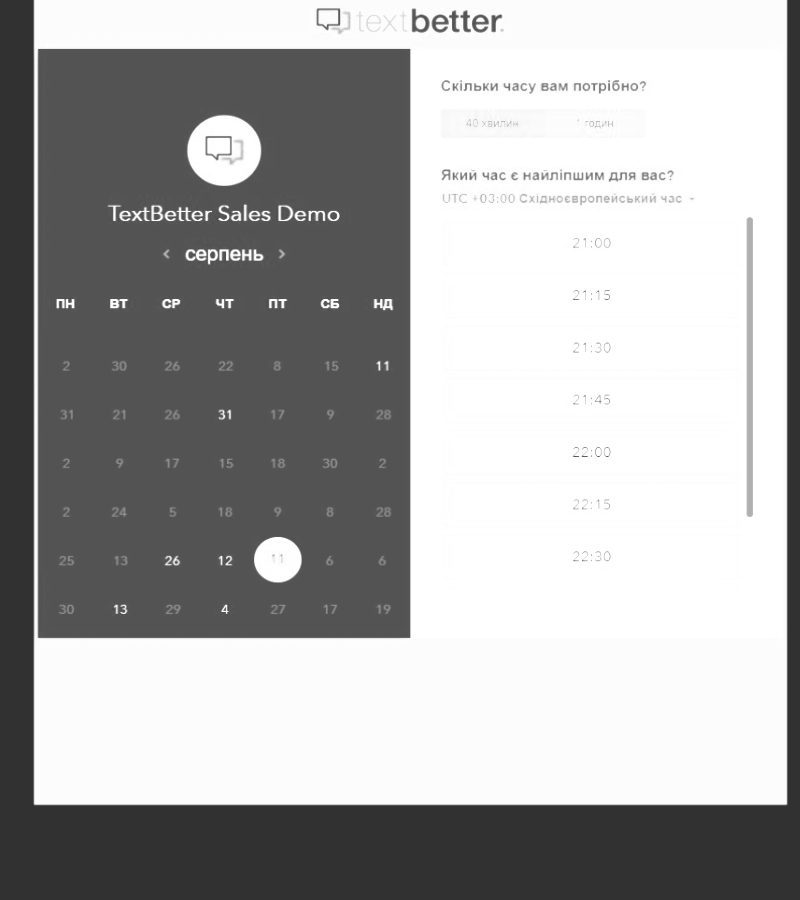 textbetter.
TextBetter Sales Demo
‹ серпень ›
ПН ВТ СР ЧТ ПТ СБ НД
2 30 26 22 8 15 11
31 21 26 31 17 9 28
2 9 17 15 18 30 2
2 24 5 18 9 8 28
25 13 26 12 11 6 6
30 13 29 4 27 17 19
Скільки часу вам потрібно?
40 хвилин годин
Який час є найліпшим для вас?
UTC +03:00 Східноєвропейський час
21:00
21:15
21:30
21:45
22:00
22:15
22:30